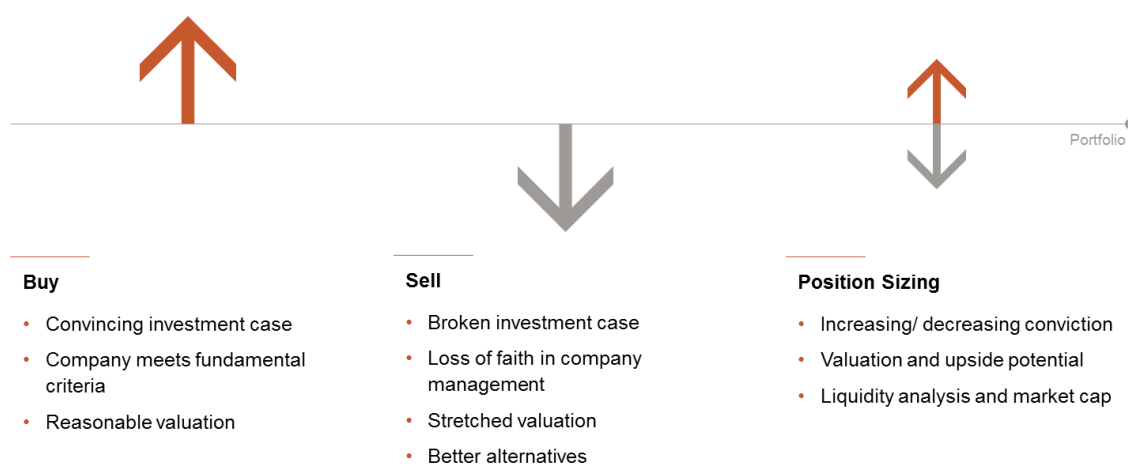 Portfolio
Buy
• Convincing investment case
• Company meets fundamental
criteria
• Reasonable valuation
Sell
• Broken investment case
• Loss of faith in company
management
• Stretched valuation
• Better alternatives
Position Sizing
• Increasing/ decreasing conviction
• Valuation and upside potential
• Liquidity analysis and market cap